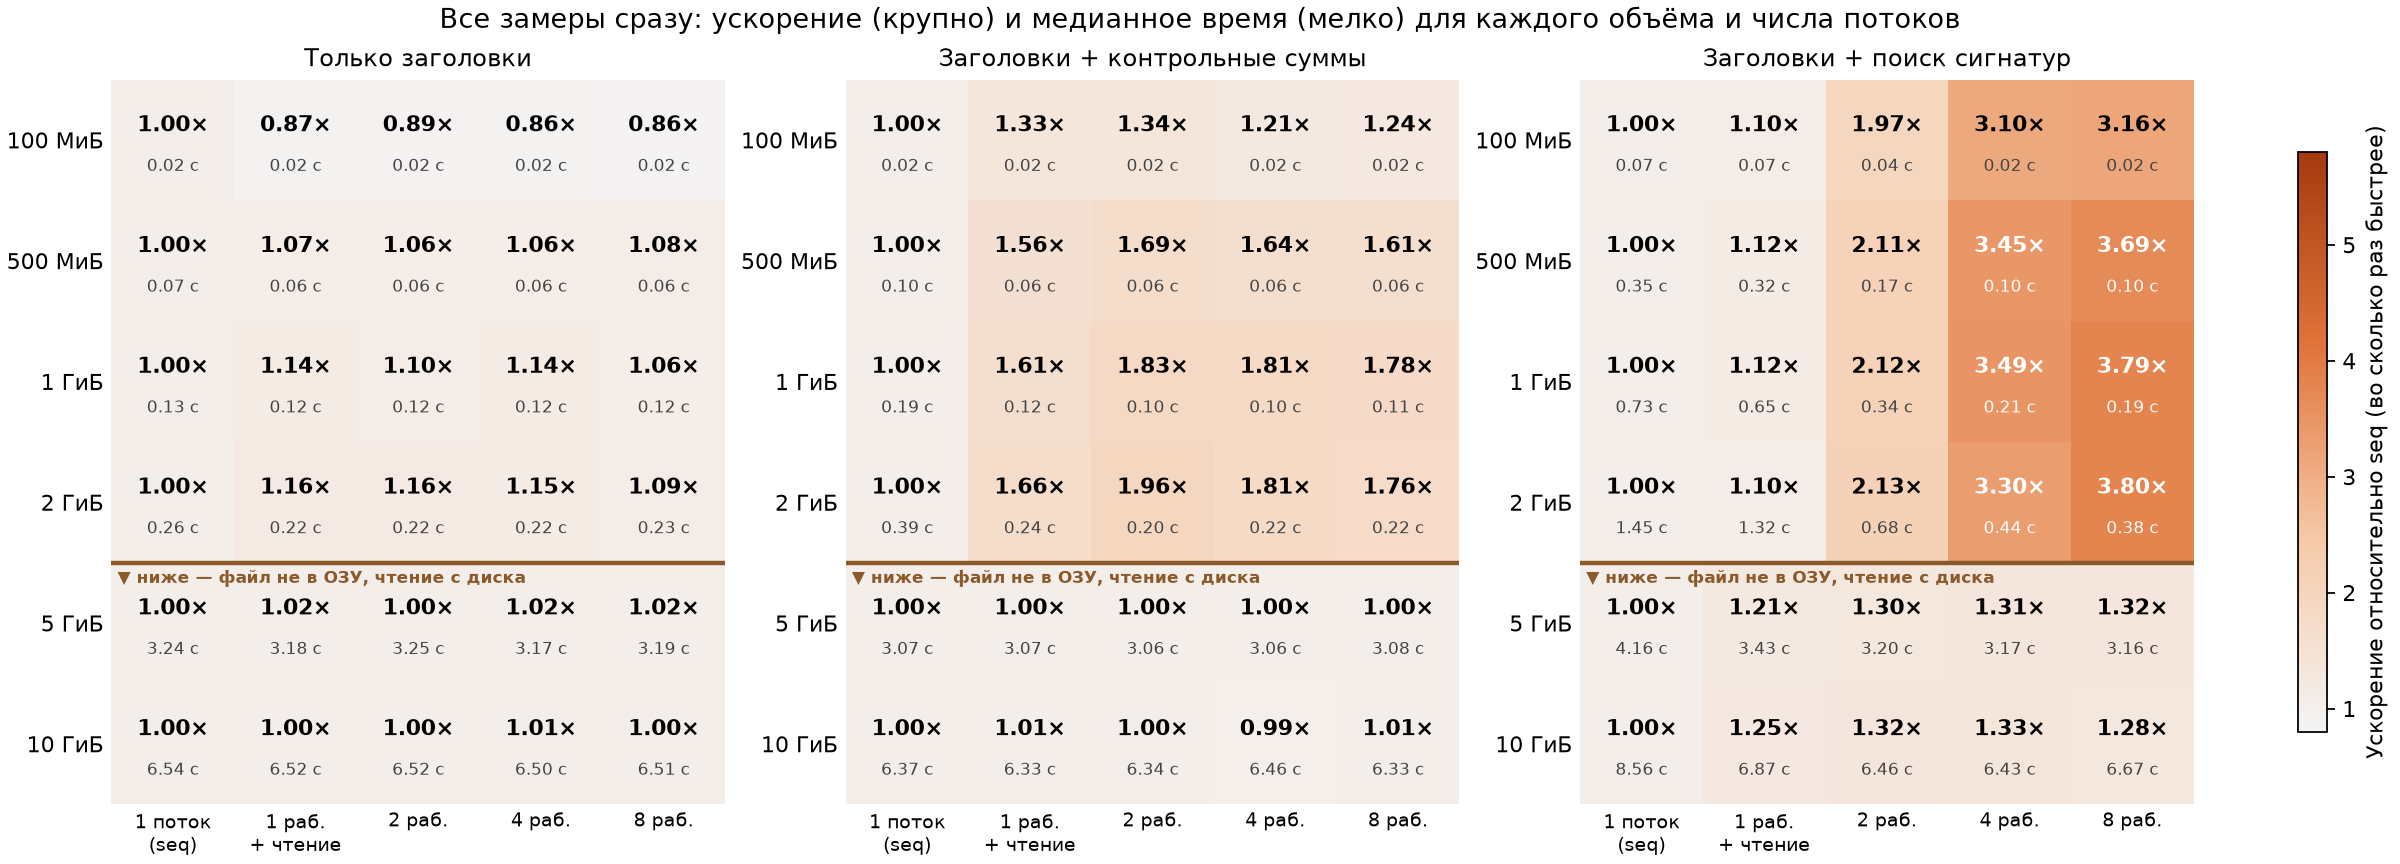 Все замеры сразу: ускорение (крупно) и медианное время (мелко) для каждого объёма и числа потоков
Только заголовки
100 МиБ 1.00× 0.87× 0.89× 0.86× 0.86×
0.02 с 0.02 с 0.02 с 0.02 с 0.02 с
500 МиБ 1.00× 1.07× 1.06× 1.06× 1.08×
0.07 с 0.06 с 0.06 с 0.06 с 0.06 с
1 ГиБ 1.00× 1.14× 1.10× 1.14× 1.06×
0.13 с 0.12 с 0.12 с 0.12 с 0.12 с
2 ГиБ 1.00× 1.16× 1.16× 1.15× 1.09×
0.26 с 0.22 с 0.22 с 0.22 с 0.23 с
▼ ниже — файл не в ОЗУ, чтение с диска
5 ГиБ 1.00× 1.02× 1.00× 1.02× 1.02×
3.24 с 3.18 с 3.25 с 3.17 с 3.19 с
10 ГиБ 1.00× 1.00× 1.00× 1.01× 1.00×
6.54 с 6.52 с 6.52 с 6.50 с 6.51 с
1 поток 1 раб. 2 раб. 4 раб. 8 раб.
(seq) + чтение
Заголовки + контрольные суммы
100 МиБ 1.00× 1.33× 1.34× 1.21× 1.24×
0.02 с 0.02 с 0.02 с 0.02 с 0.02 с
500 МиБ 1.00× 1.56× 1.69× 1.64× 1.61×
0.10 с 0.06 с 0.06 с 0.06 с 0.06 с
1 ГиБ 1.00× 1.61× 1.83× 1.81× 1.78×
0.19 с 0.12 с 0.10 с 0.10 с 0.11 с
2 ГиБ 1.00× 1.66× 1.96× 1.81× 1.76×
0.39 с 0.24 с 0.20 с 0.22 с 0.22 с
▼ ниже — файл не в ОЗУ, чтение с диска
5 ГиБ 1.00× 1.00× 1.00× 1.00× 1.00×
3.07 с 3.07 с 3.06 с 3.06 с 3.08 с
10 ГиБ 1.00× 1.01× 1.00× 0.99× 1.01×
6.37 с 6.33 с 6.34 с 6.46 с 6.33 с
1 поток 1 раб. 2 раб. 4 раб. 8 раб.
(seq) + чтение
Заголовки + поиск сигнатур
100 МиБ 1.00× 1.10× 1.97× 3.10× 3.16×
0.07 с 0.07 с 0.04 с 0.02 с 0.02 с
500 МиБ 1.00× 1.12× 2.11× 3.45× 3.69×
0.35 с 0.32 с 0.17 с 0.10 с 0.10 с
1 ГиБ 1.00× 1.12× 2.12× 3.49× 3.79×
0.73 с 0.65 с 0.34 с 0.21 с 0.19 с
2 ГиБ 1.00× 1.10× 2.13× 3.30× 3.80×
1.45 с 1.32 с 0.68 с 0.44 с 0.38 с
▼ ниже — файл не в ОЗУ, чтение с диска
5 ГиБ 1.00× 1.21× 1.30× 1.31× 1.32×
4.16 с 3.43 с 3.20 с 3.17 с 3.16 с
10 ГиБ 1.00× 1.25× 1.32× 1.33× 1.28×
8.56 с 6.87 с 6.46 с 6.43 с 6.67 с
1 поток 1 раб. 2 раб. 4 раб. 8 раб.
(seq) + чтение
5
4
3
2
1
Ускорение относительно seq (во сколько раз быстрее)